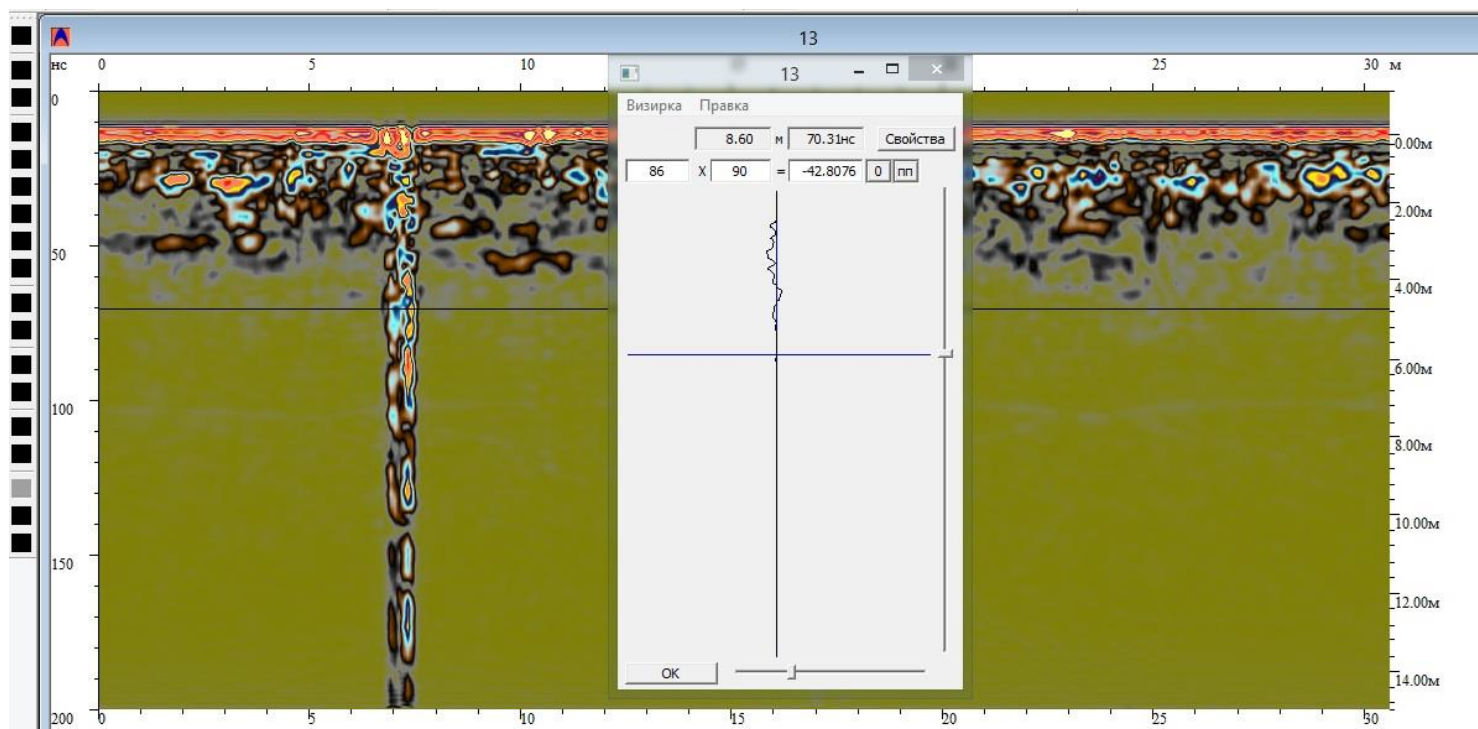 13
нс 0 5 10 30 м
13
Визирка Правка
8.60 м 70.31нс Свойства
86 X 90 = -42.8076 0 пп
0
50
100
150
200
0.00м
2.00м
4.00м
6.00м
8.00м
10.00м
12.00м
14.00м
OK
0 5 10 15 20 25 30
25